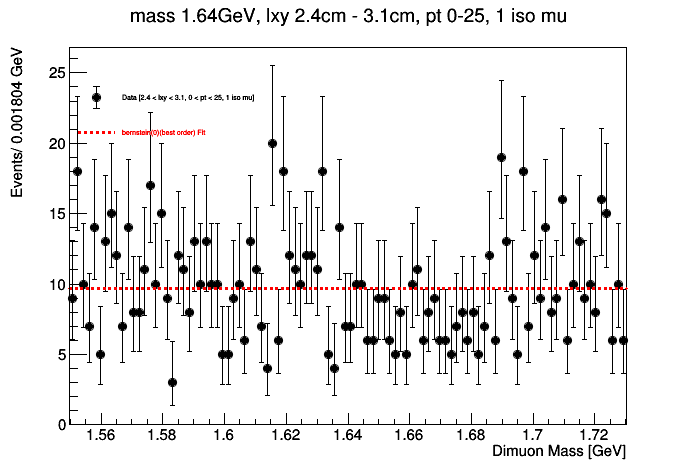 mass 1.64GeV, lxy 2.4cm - 3.1cm, pt 0-25, 1 iso mu
Events/ 0.001804 GeV
25
20
15
10
5
0
Data [2.4 < lxy < 3.1, 0 < pt < 25, 1 iso mu]
bernstein(0)(best order) Fit
1.56 1.58 1.6 1.62 1.64 1.66 1.68 1.7 1.72
Dimuon Mass [GeV]